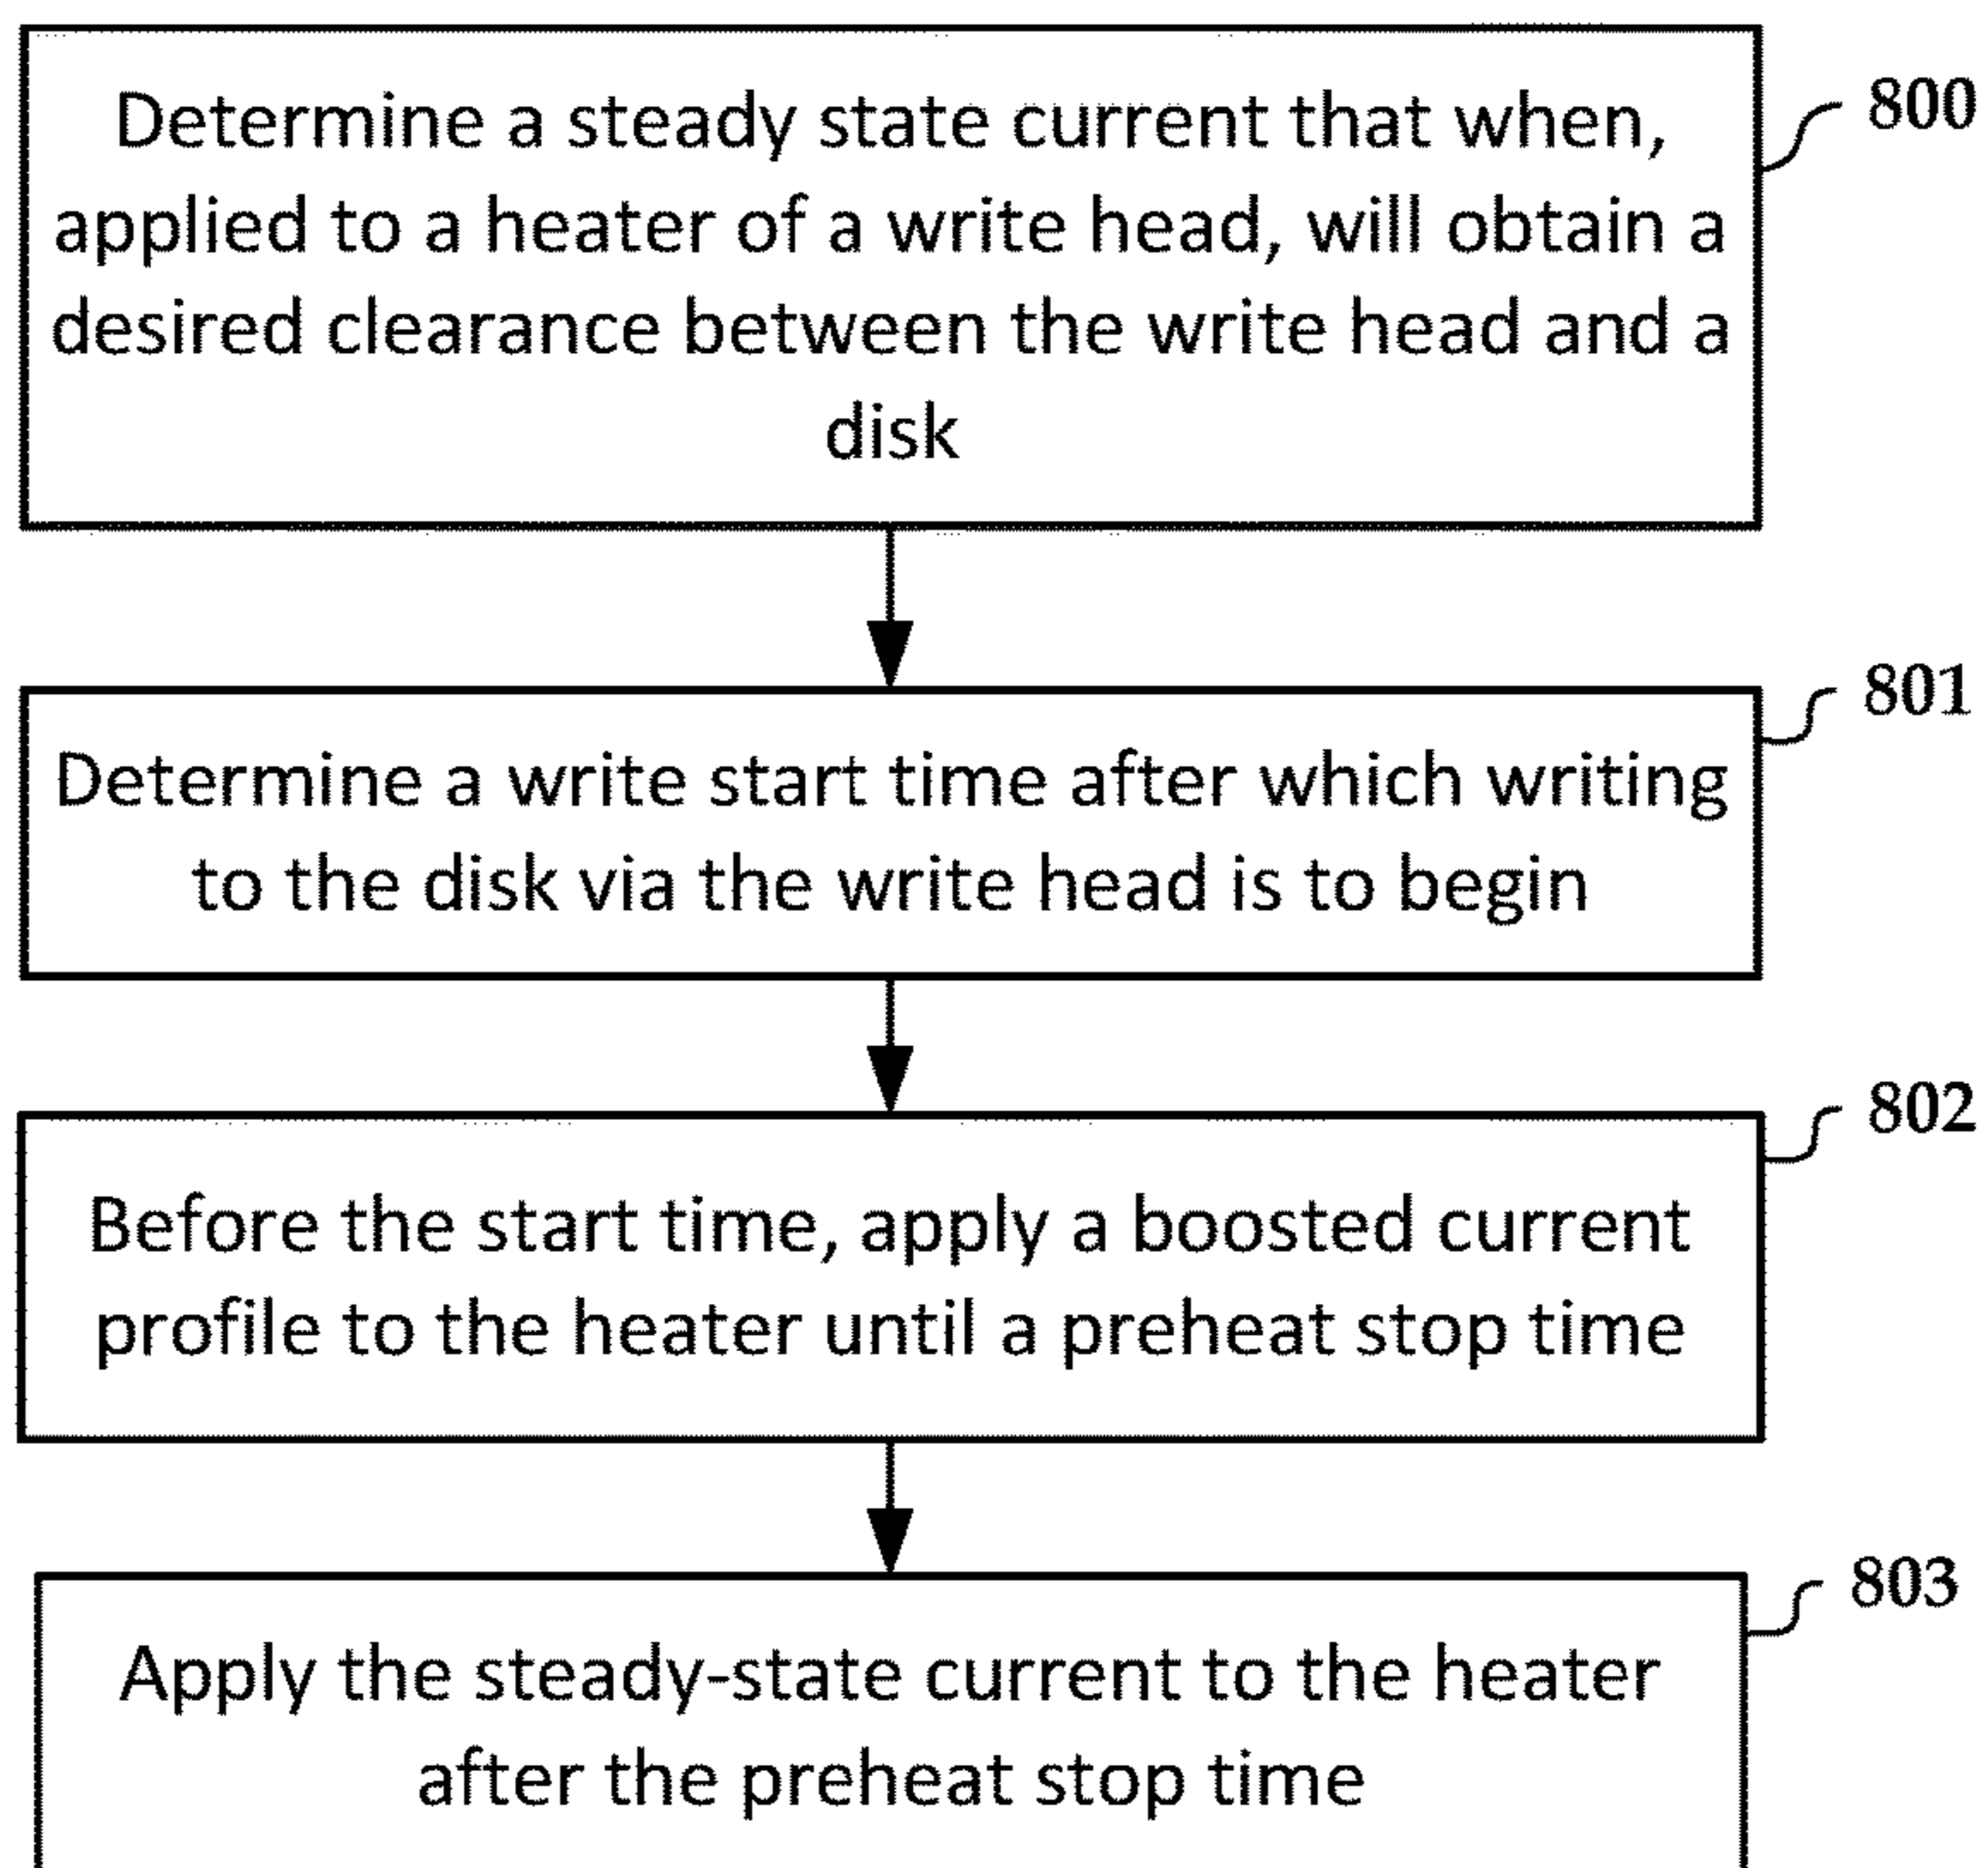 Determine a steady state current that when,
applied to a heater of a write head, will obtain a
desired clearance between the write head and a
disk
800
Determine a write start time after which writing
to the disk via the write head is to begin
801
Before the start time, apply a boosted current
profile to the heater until a preheat stop time
802
Apply the steady-state current to the heater
after the preheat stop time
803